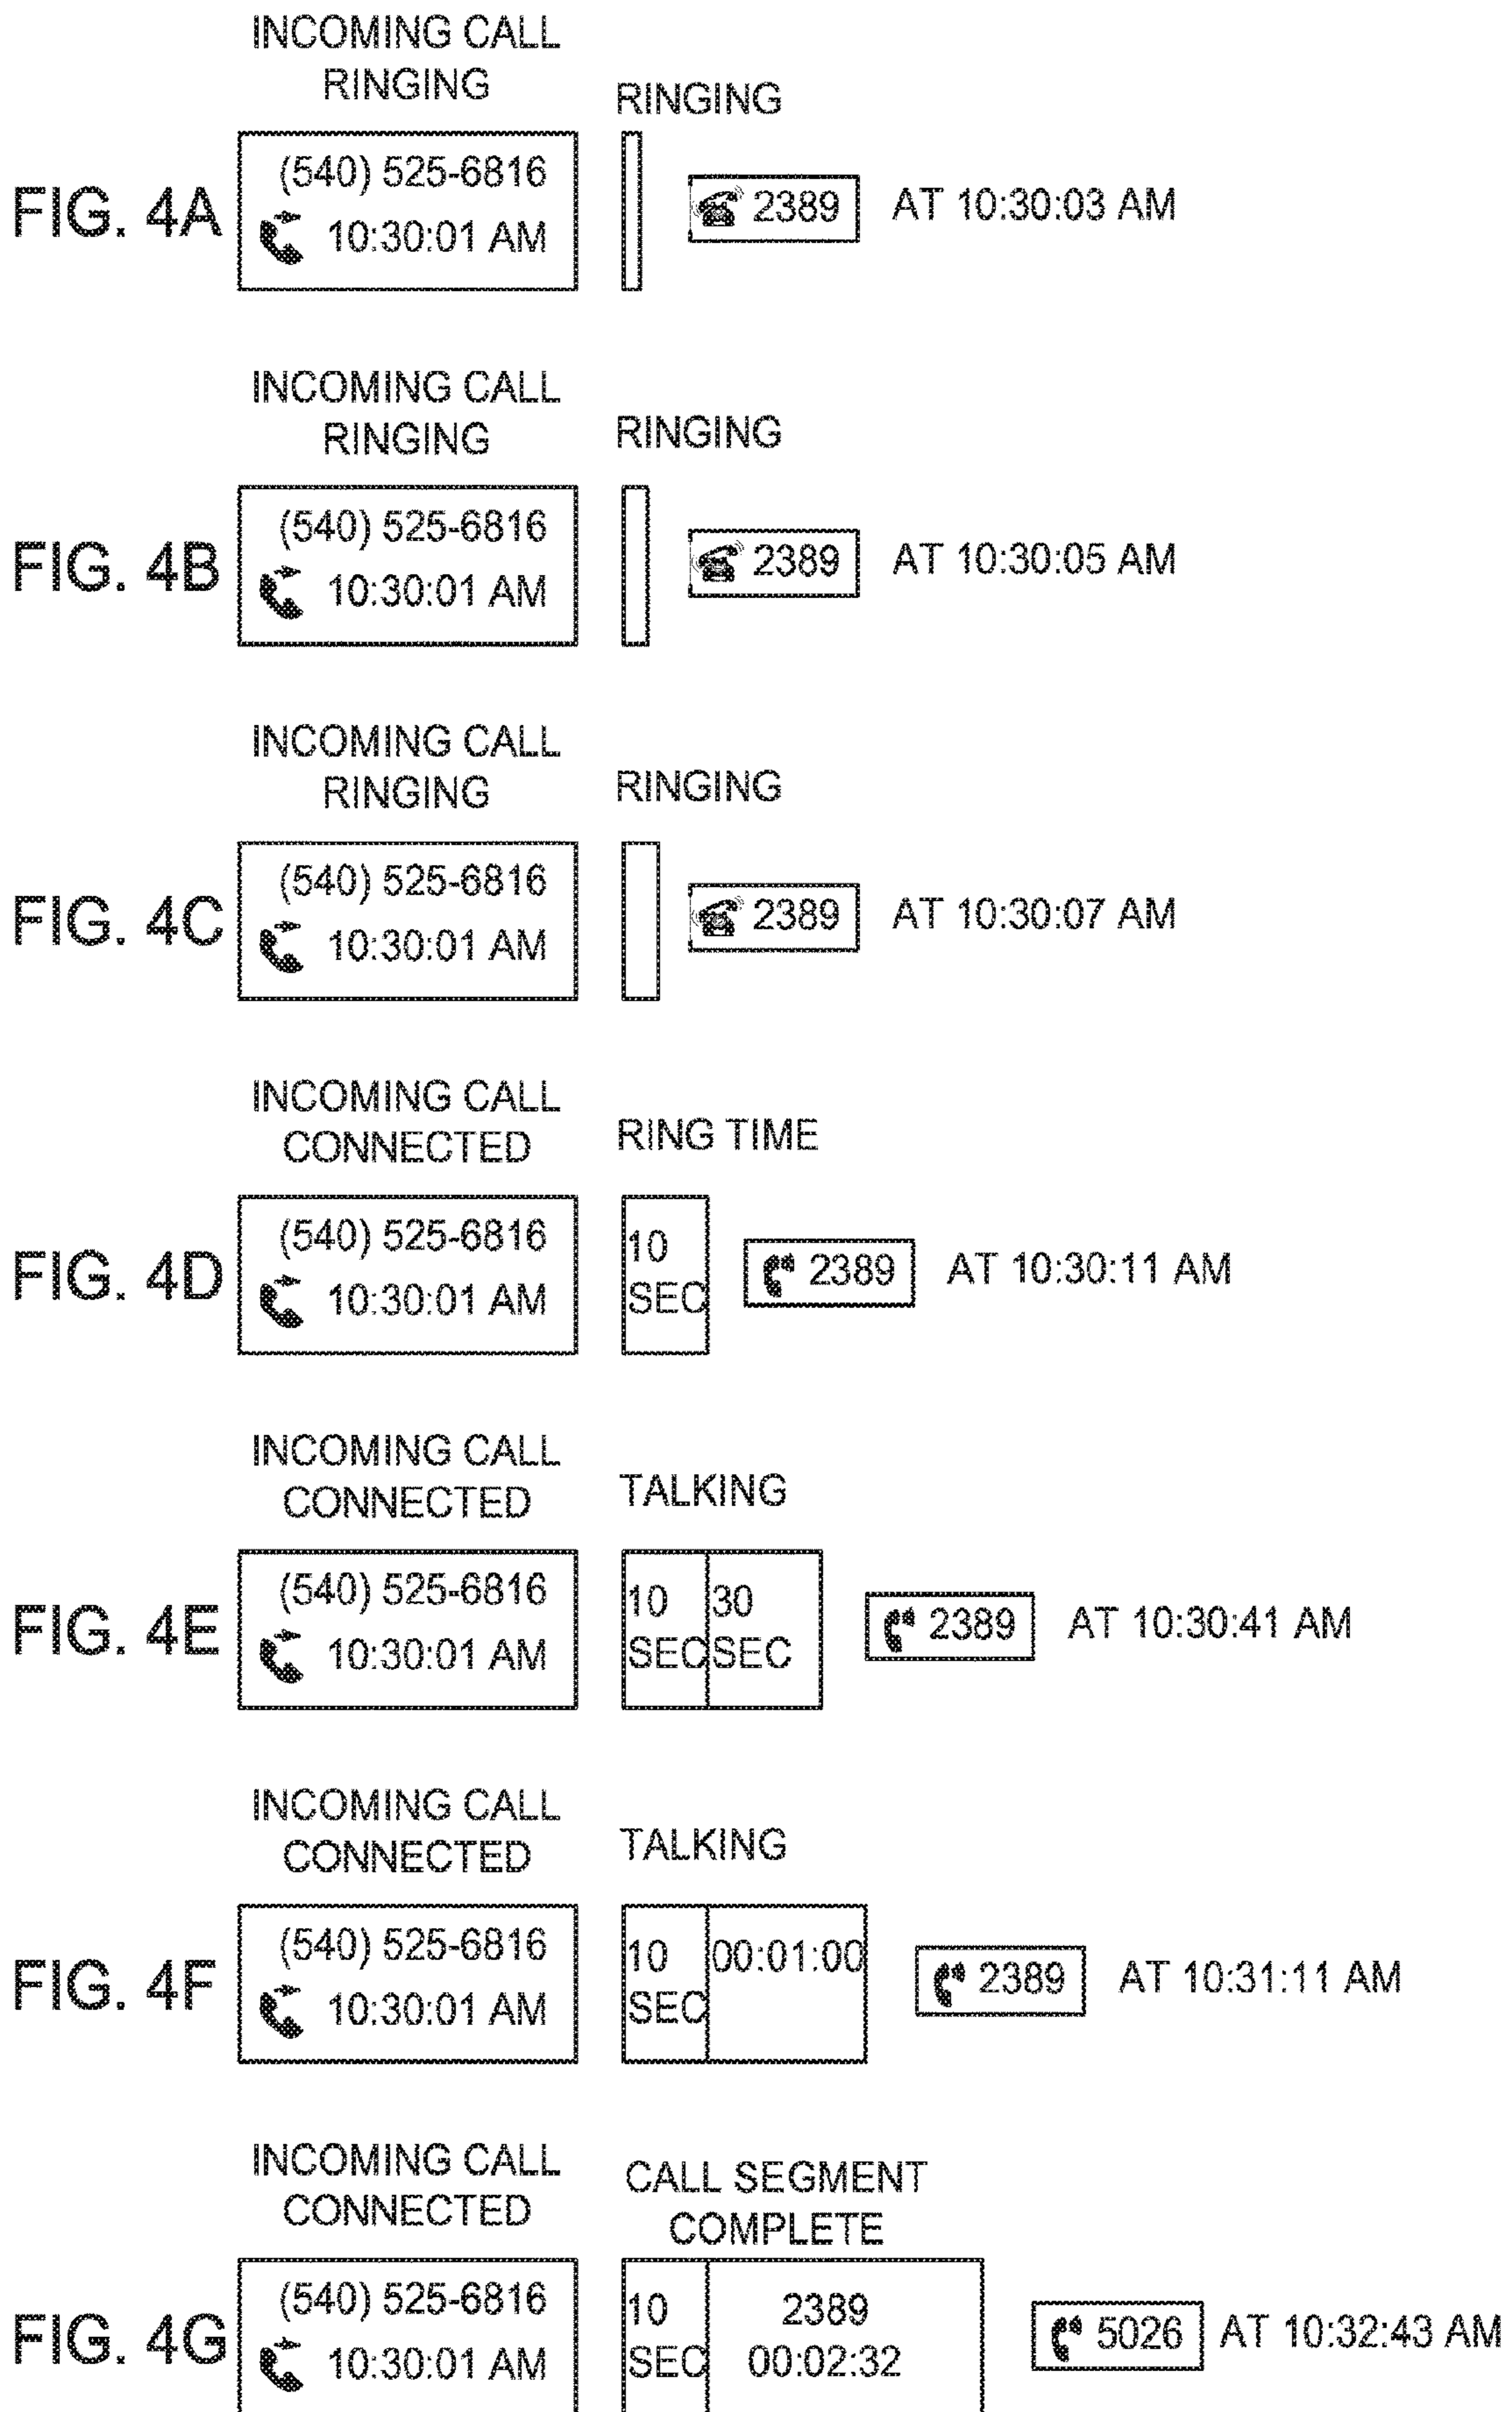 INCOMING CALL
RINGING
RINGING
FIG. 4A
(540) 525-6816
10:30:01 AM
2389
AT 10:30:03 AM
INCOMING CALL
RINGING
RINGING
FIG. 4B
(540) 525-6816
10:30:01 AM
2389
AT 10:30:05 AM
INCOMING CALL
RINGING
RINGING
FIG. 4C
(540) 525-6816
10:30:01 AM
2389
AT 10:30:07 AM
INCOMING CALL
CONNECTED
RING TIME
FIG. 4D
(540) 525-6816
10:30:01 AM
10
SEC
2389
AT 10:30:11 AM
INCOMING CALL
CONNECTED
TALKING
FIG. 4E
(540) 525-6816
10:30:01 AM
10
SEC
30
SEC
2389
AT 10:30:41 AM
INCOMING CALL
CONNECTED
TALKING
FIG. 4F
(540) 525-6816
10:30:01 AM
10
SEC
00:01:00
2389
AT 10:31:11 AM
INCOMING CALL
CONNECTED
CALL SEGMENT
COMPLETE
FIG. 4G
(540) 525-6816
10:30:01 AM
10
SEC
2389
00:02:32
5026
AT 10:32:43 AM